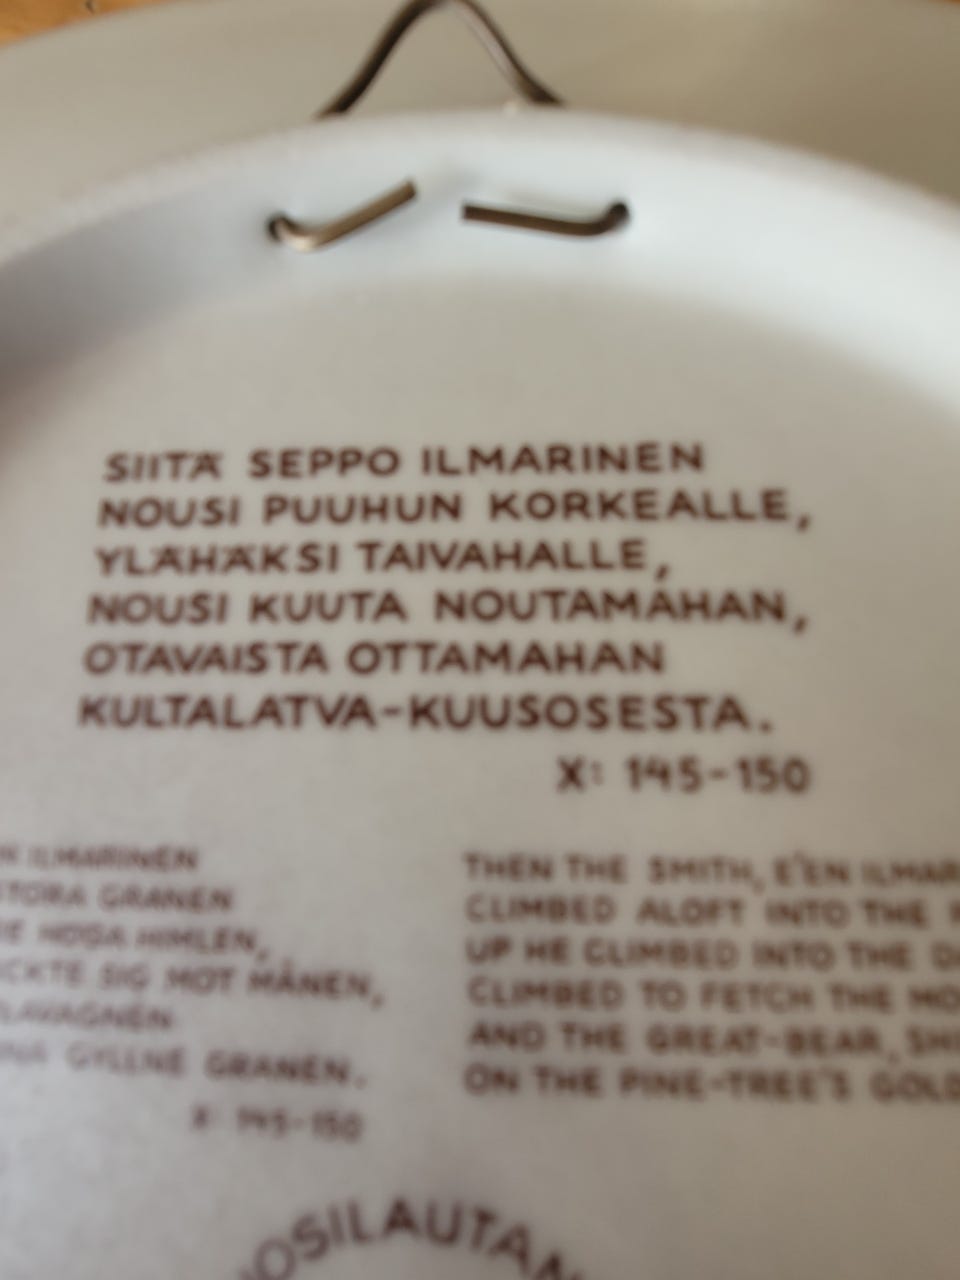 SIITÄ SEPPO ILMARINEN
NOUSI PUUHUN KORKEALLE,
YLÄHÄKSI TAIVAHALLE,
NOUSI KUUTA NOUTAMAHAN,
OTAVAISTA OTTAMAHAN
KULTALATVA-KUUSOSESTA.
X: 145-150
ILMARINEN
STORA GRANEN
HÖGA HIMLEN,
SIG MOT MÅNEN,
GYLLNE GRANEN.
X: 145-150
THEN THE SMITH, E'EN
CLIMBED ALOFT INTO THE
UP HE CLIMBED INTO THE
CLIMBED TO FETCH THE
AND THE GREAT-BEAR,
ON THE PINE-TREE'S